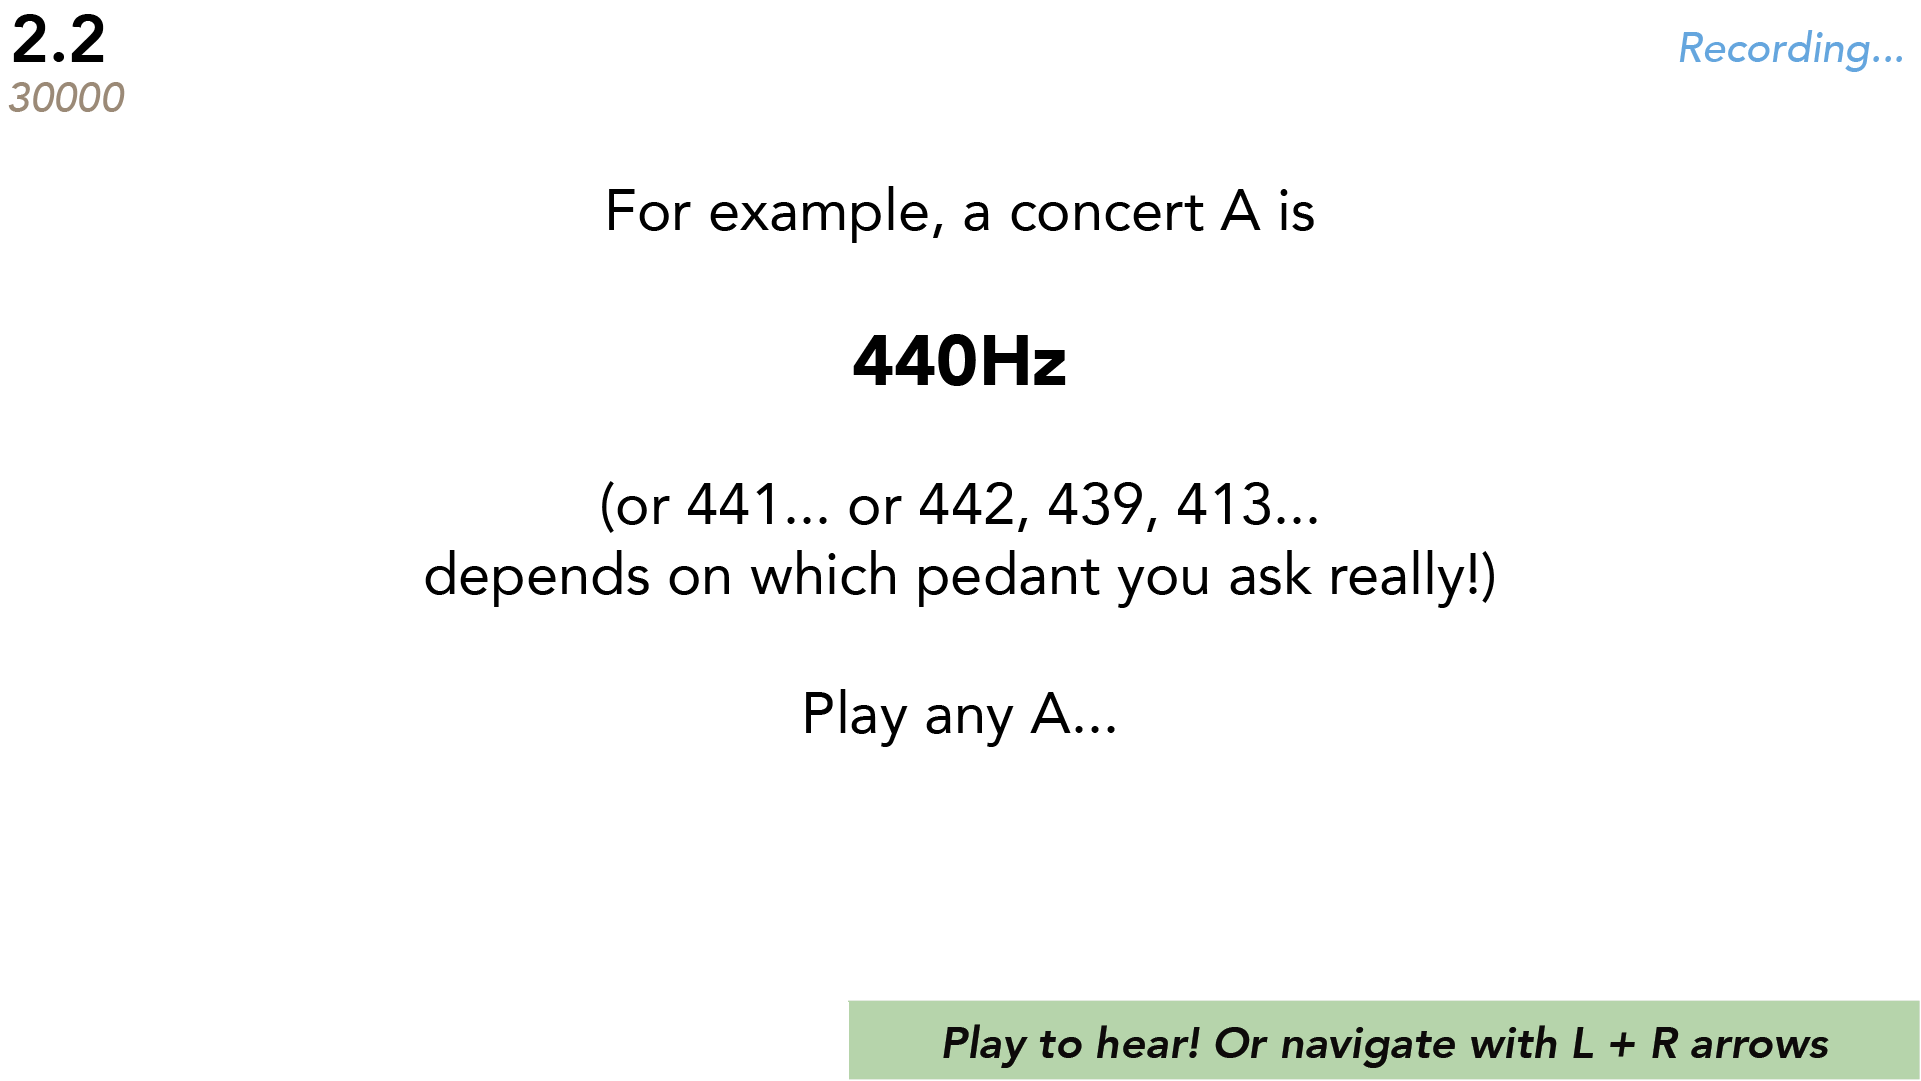 2.2
30000
Recording...
For example, a concert A is
440Hz
(or 441... or 442, 439, 413...
depends on which pedant you ask really!)
Play any A...
Play to hear! Or navigate with L + R arrows